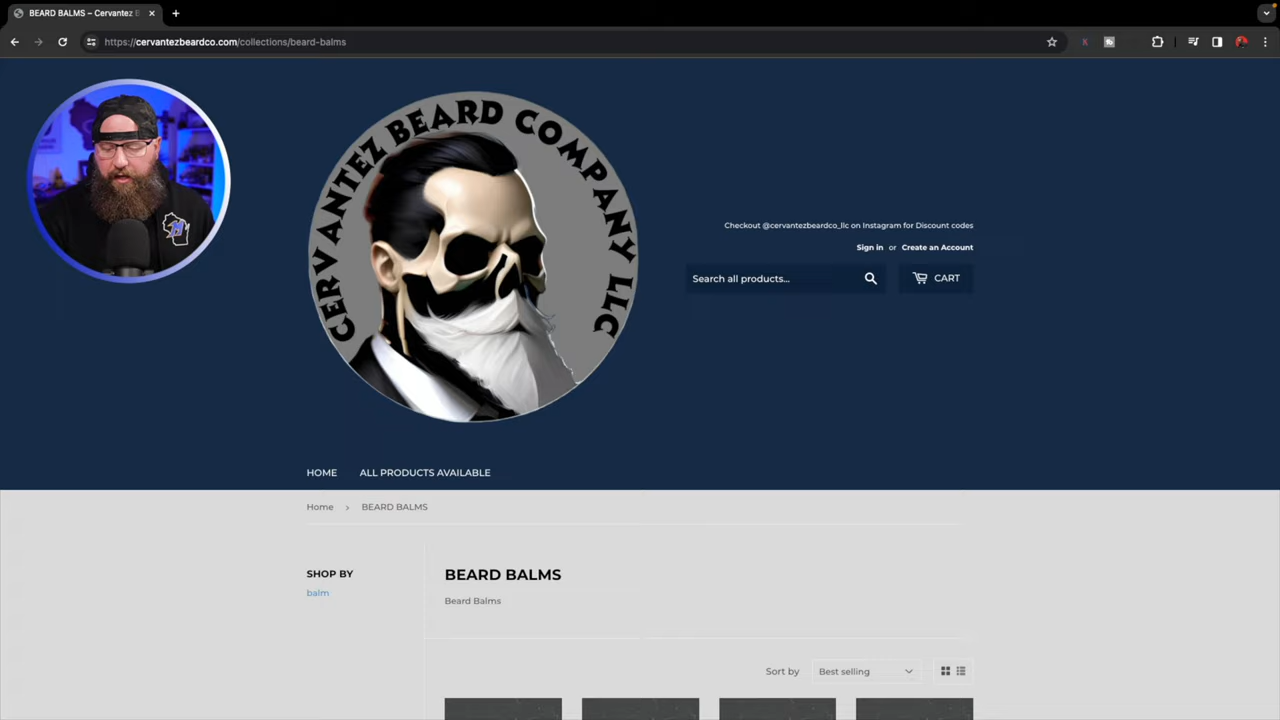 BEARD BALMS – Cervantez B
https://cervantezbeardco.com/collections/beard-balms
CERVANTEZ BEARD COMPANY LLC
Checkout @cervantezbeardco_llc on Instagram for Discount codes
Sign in or Create an Account
Search all products...
CART
HOME
ALL PRODUCTS AVAILABLE
Home › BEARD BALMS
SHOP BY
balm
BEARD BALMS
Beard Balms
Sort by
Best selling